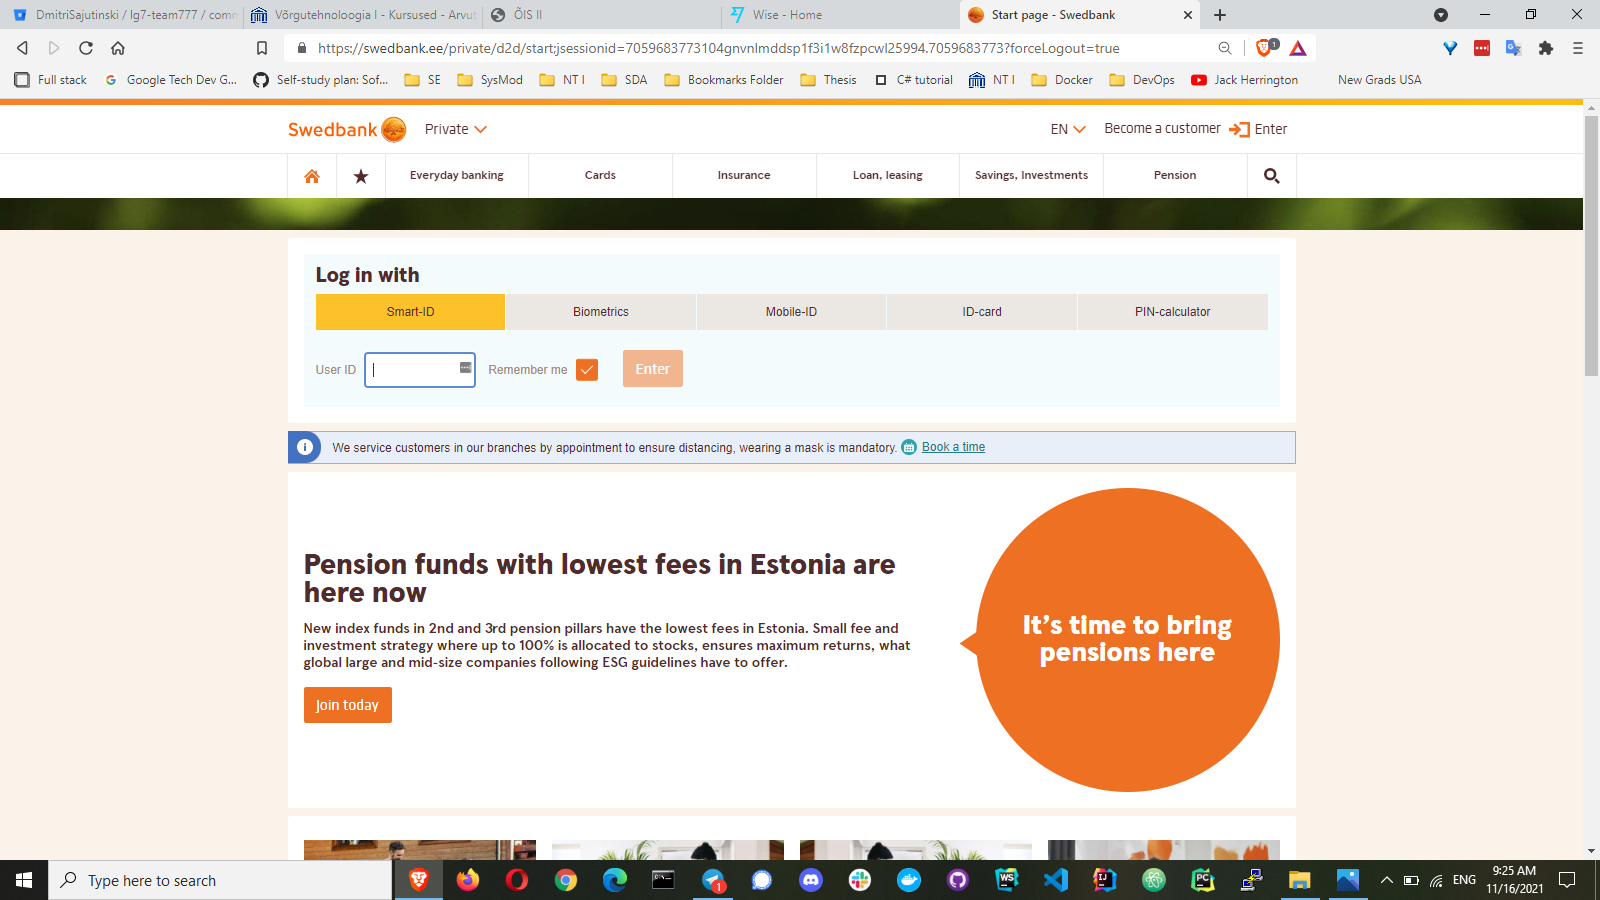 DmitriSajutinski / Ig7-team777 / comm
Võrgutehnoloogia I - Kursused - Arvut
ÕIS II
Wise - Home
Start page - Swedbank
https://swedbank.ee/private/d2d/start;jsessionid=7059683773104gnvnlmddsp1f3i1w8fzpcwl25994.7059683773?forceLogout=true
1
Full stack
Google Tech Dev G...
Self-study plan: Sof...
SE
SysMod
NT I
SDA
Bookmarks Folder
Thesis
C# tutorial
NT I
Docker
DevOps
Jack Herrington
New Grads USA
Swedbank
Private
EN
Become a customer
Enter
Everyday banking
Cards
Insurance
Loan, leasing
Savings, Investments
Pension
Log in with
Smart-ID
Biometrics
Mobile-ID
ID-card
PIN-calculator
User ID
Remember me
Enter
We service customers in our branches by appointment to ensure distancing, wearing a mask is mandatory.
Book a time
Pension funds with lowest fees in Estonia are
here now
New index funds in 2nd and 3rd pension pillars have the lowest fees in Estonia. Small fee and
investment strategy where up to 100% is allocated to stocks, ensures maximum returns, what
global large and mid-size companies following ESG guidelines have to offer.
Join today
It's time to bring
pensions here
Type here to search
1
WS
IJ
PC
ENG
9:25 AM
11/16/2021